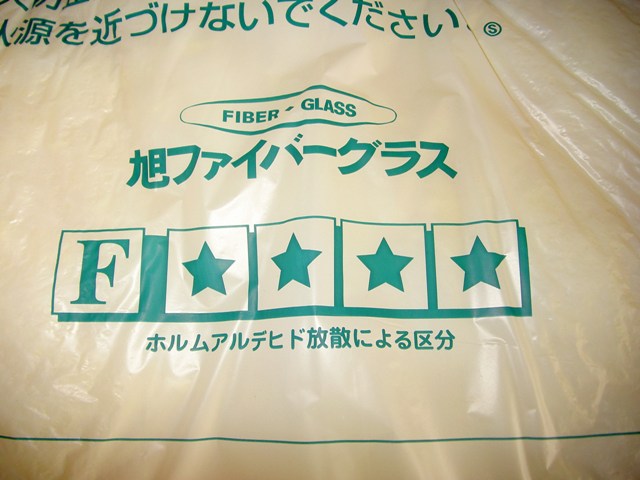 火源を近づけないでください。Ⓢ
FIBER - GLASS
旭ファイバーグラス
F★★★★
ホルムアルデヒド放散による区分